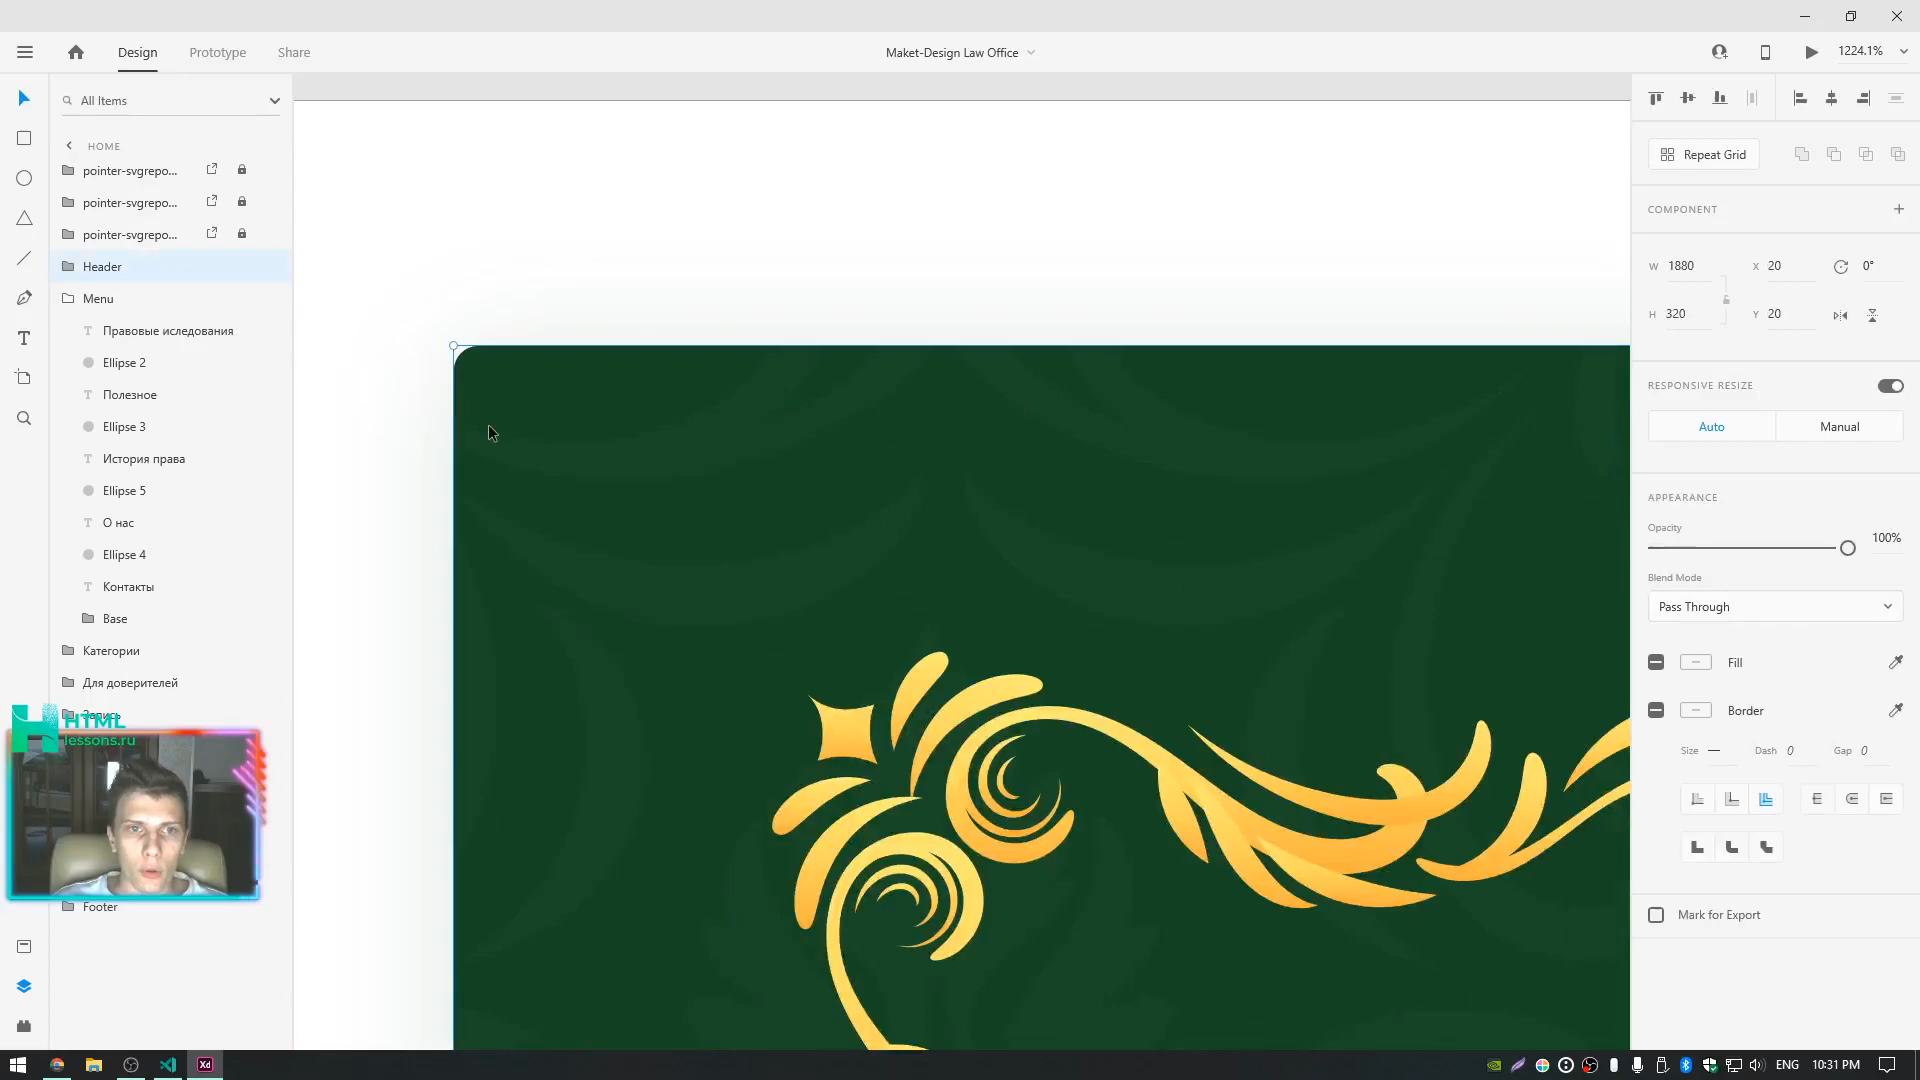 Design
Prototype
Share
Maket-Design Law Office
1224.1%
All Items
HOME
pointer-svgrepo...
pointer-svgrepo...
pointer-svgrepo...
Header
Menu
Правовые иследования
Ellipse 2
Полезное
Ellipse 3
История права
Ellipse 5
О нас
Ellipse 4
Контакты
Base
Категории
Для доверителей
Запись
HTML
lessons.ru
Footer
Repeat Grid
COMPONENT
W 1880
X 20
0°
H 320
Y 20
RESPONSIVE RESIZE
Auto
Manual
APPEARANCE
Opacity
100%
Blend Mode
Pass Through
Fill
Border
Size —
Dash 0
Gap 0
Mark for Export
Xd
ENG
10:31 PM